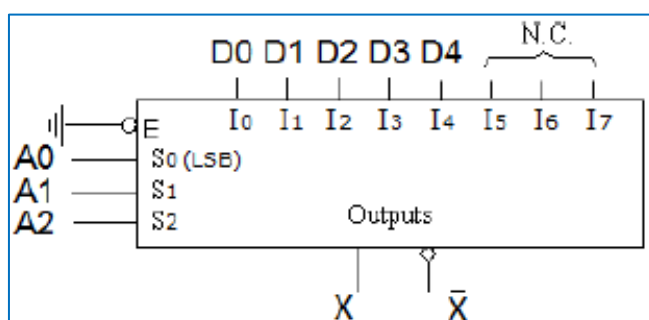 N.C.
D0 D1 D2 D3 D4
E I0 I1 I2 I3 I4 I5 I6 I7
A0 S0 (LSB)
A1 S1
A2 S2
Outputs
X X̄